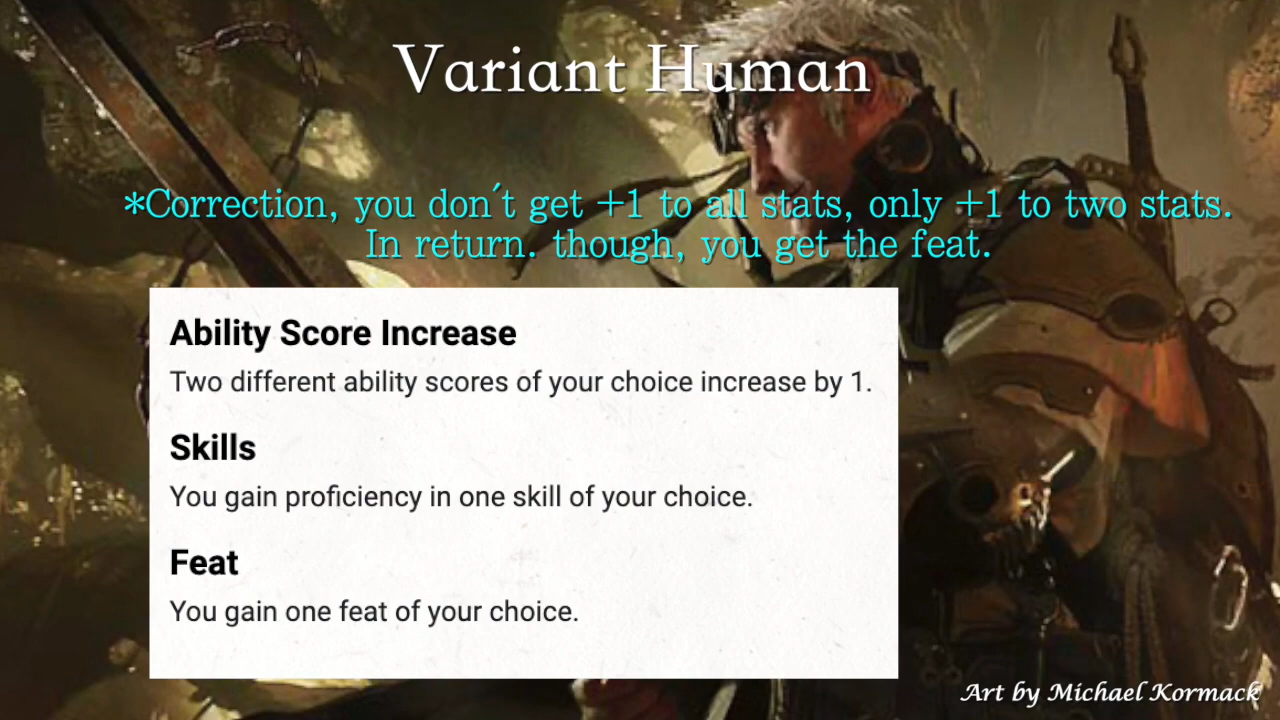 Variant Human
*Correction, you don't get +1 to all stats, only +1 to two stats.
In return. though, you get the feat.
Ability Score Increase
Two different ability scores of your choice increase by 1.
Skills
You gain proficiency in one skill of your choice.
Feat
You gain one feat of your choice.
Art by Michael Kormack